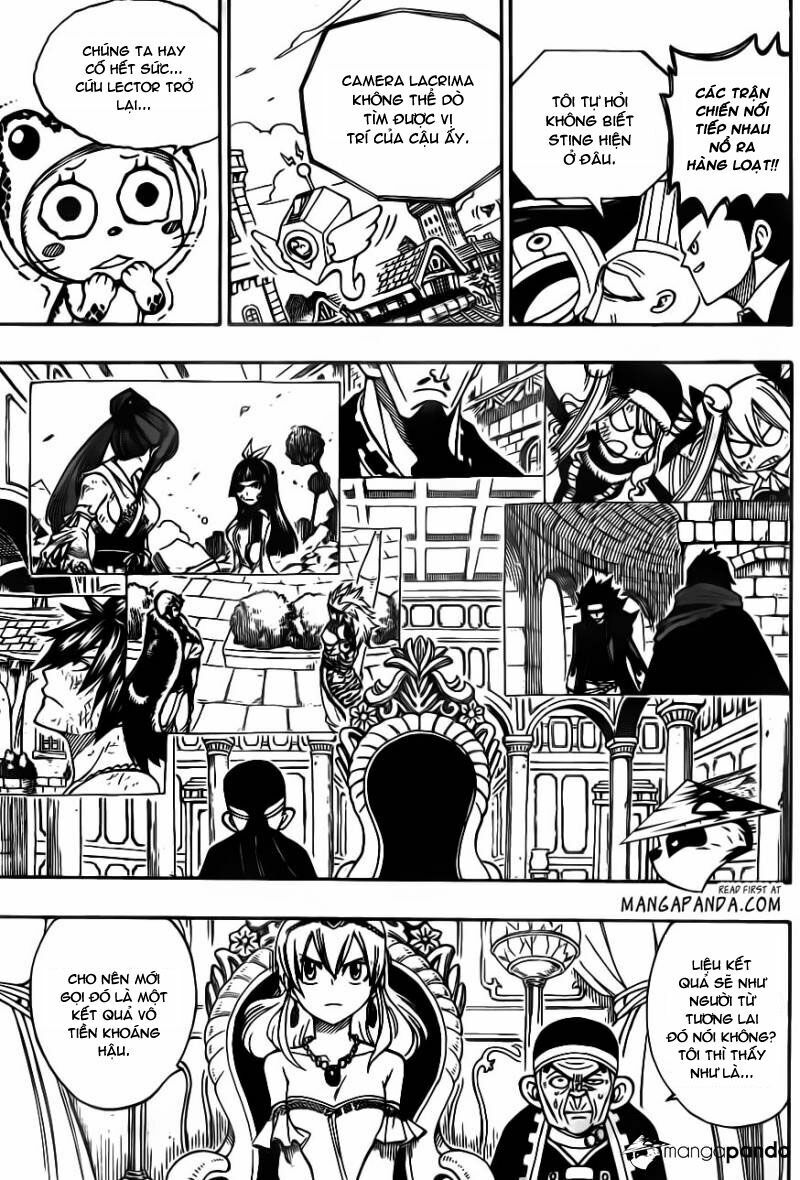 CÁC TRẬN
CHIẾN NỐI
TIẾP NHAU
NỔ RA
HÀNG LOẠT!!
TÔI TỰ HỎI
KHÔNG BIẾT
STING HIỆN
Ở ĐÂU.
CAMERA LACRIMA
KHÔNG THỂ DÒ
TÌM ĐƯỢC VỊ
TRÍ CỦA CẬU ẤY.
CHÚNG TA HAY
CỐ HẾT SỨC...
CỨU LECTOR TRỞ
LẠI...
READ FIRST AT
MANGAPANDA.COM
LIỆU KẾT
QUẢ SẼ NHƯ
NGƯỜI TỪ
TƯƠNG LAI
ĐÓ NÓI KHÔNG?
TÔI THÌ THẤY
NHƯ LÀ...
CHO NÊN MỚI
GỌI ĐÓ LÀ MỘT
KẾT QUẢ VÔ
TIỀN KHOÁNG
HẬU.
mangapanda